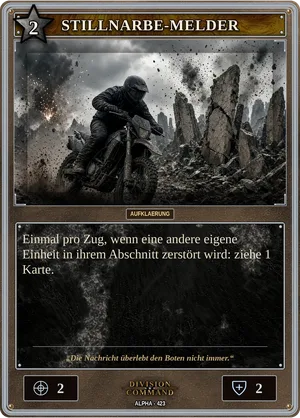 2
STILLNARBE-MELDER
AUFKLAERUNG
Einmal pro Zug, wenn eine andere eigene
Einheit in ihrem Abschnitt zerstört wird: ziehe 1
Karte.
„Die Nachricht überlebt den Boten nicht immer.“
2
DIVISION
COMMAND
ALPHA · 423
2